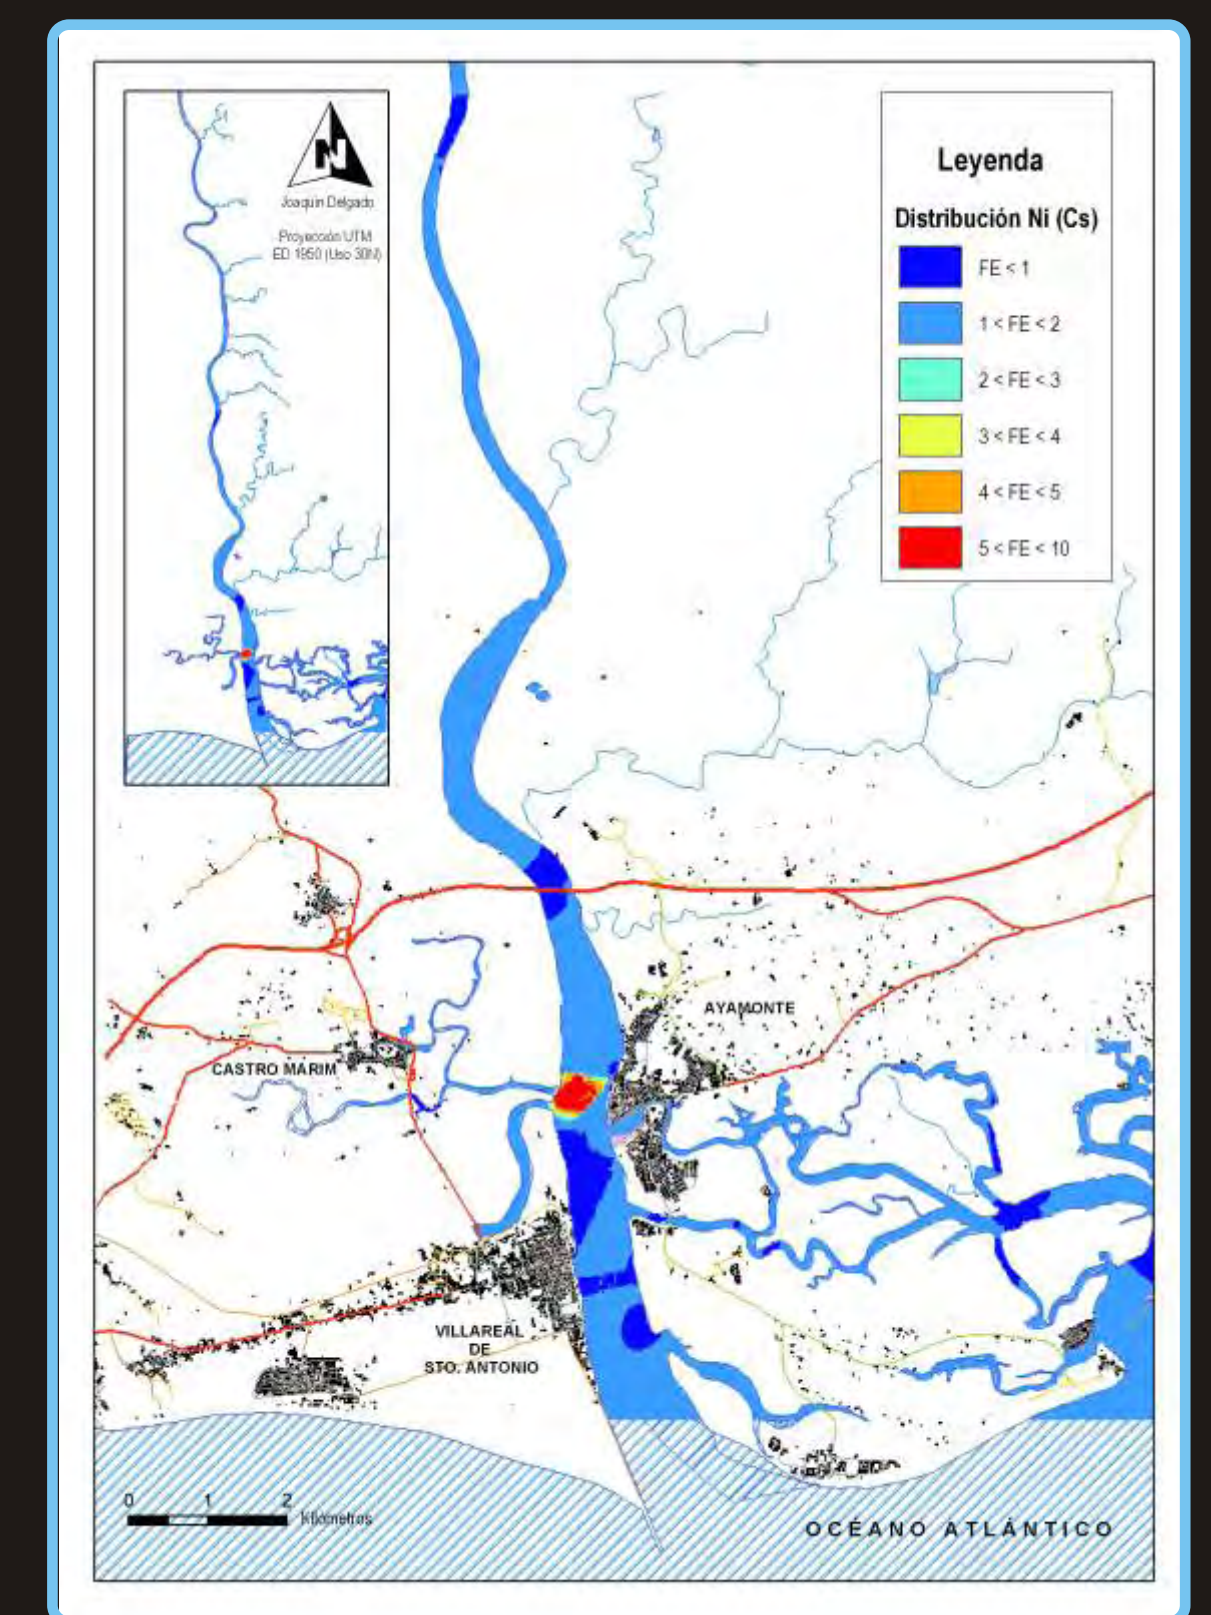 N
Joaquín Delgado
Proyección UTM
ED 1950 (Uso 30N)
Leyenda
Distribución Ni (Cs)
FE < 1
1 < FE < 2
2 < FE < 3
3 < FE < 4
4 < FE < 5
5 < FE < 10
AYAMONTE
CASTRO MARIM
VILLAREAL
DE
STO. ANTONIO
0 1 2
Kilómetros
OCÉANO ATLÁNTICO